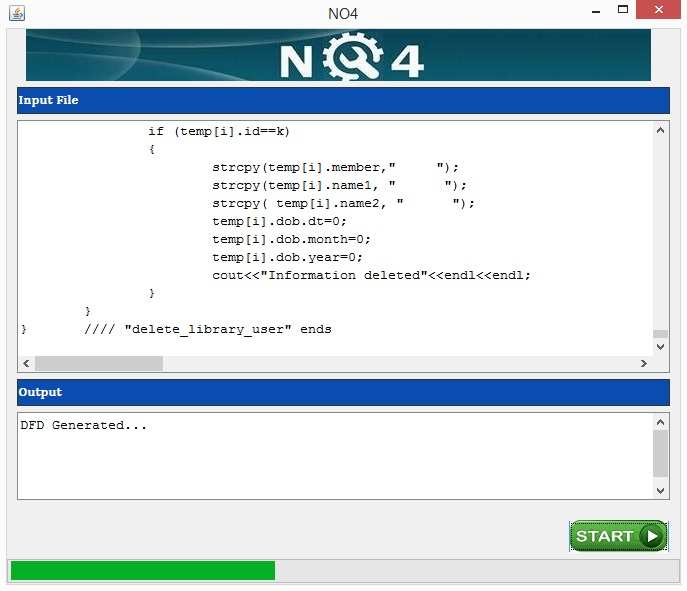 NO4
NO4
Input File
                if (temp[i].id==k)
                {
                        strcpy(temp[i].member,"     ");
                        strcpy(temp[i].name1, "      ");
                        strcpy( temp[i].name2, "      ");
                        temp[i].dob.dt=0;
                        temp[i].dob.month=0;
                        temp[i].dob.year=0;
                        cout<<"Information deleted"<<endl<<endl;
                }
        }
}       //// "delete_library_user" ends
Output
DFD Generated...
START